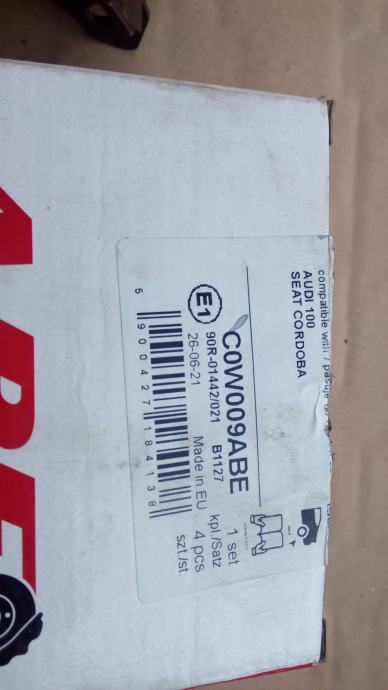 compatible with / pasuje do
AUDI 100
SEAT CORDOBA
C0W009ABE
1 set
kpl./Satz
E1
90R-01442/021
B1127
4 pcs
szt./st.
26-06-21
Made in EU
5 900427 184138
ABE